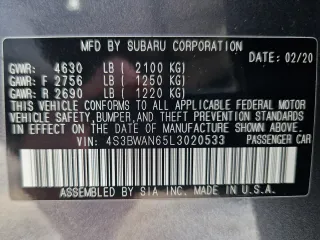 MFD BY SUBARU CORPORATION
DATE: 02/20
GVWR: 4630 LB ( 2100 KG)
GAWR: F 2756 LB ( 1250 KG)
GAWR: R 2690 LB ( 1220 KG)
THIS VEHICLE CONFORMS TO ALL APPLICABLE FEDERAL MOTOR
VEHICLE SAFETY, BUMPER, AND THEFT PREVENTION STANDARDS
IN EFFECT ON THE DATE OF MANUFACTURE SHOWN ABOVE.
VIN: 4S3BWAN65L3020533 PASSENGER CAR
ASSEMBLED BY SIA INC. MADE IN U.S.A.